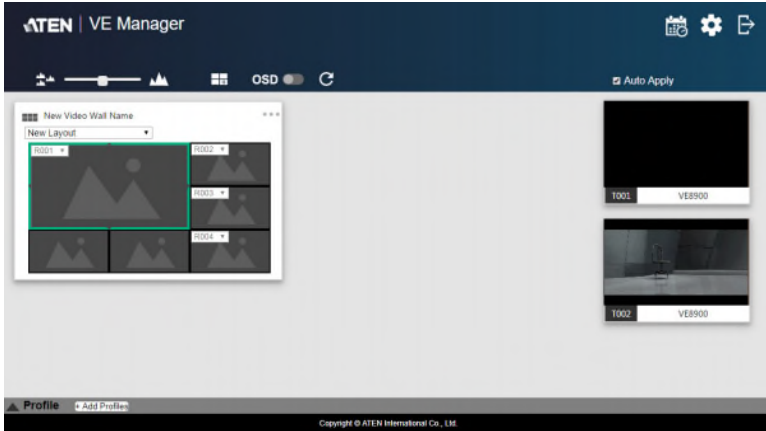 ATEN | VE Manager
OSD
Auto Apply
New Video Wall Name
New Layout
R001
R002
R003
R004
T001 VE8900
T002 VE8900
Profile + Add Profiles
Copyright © ATEN International Co., Ltd.